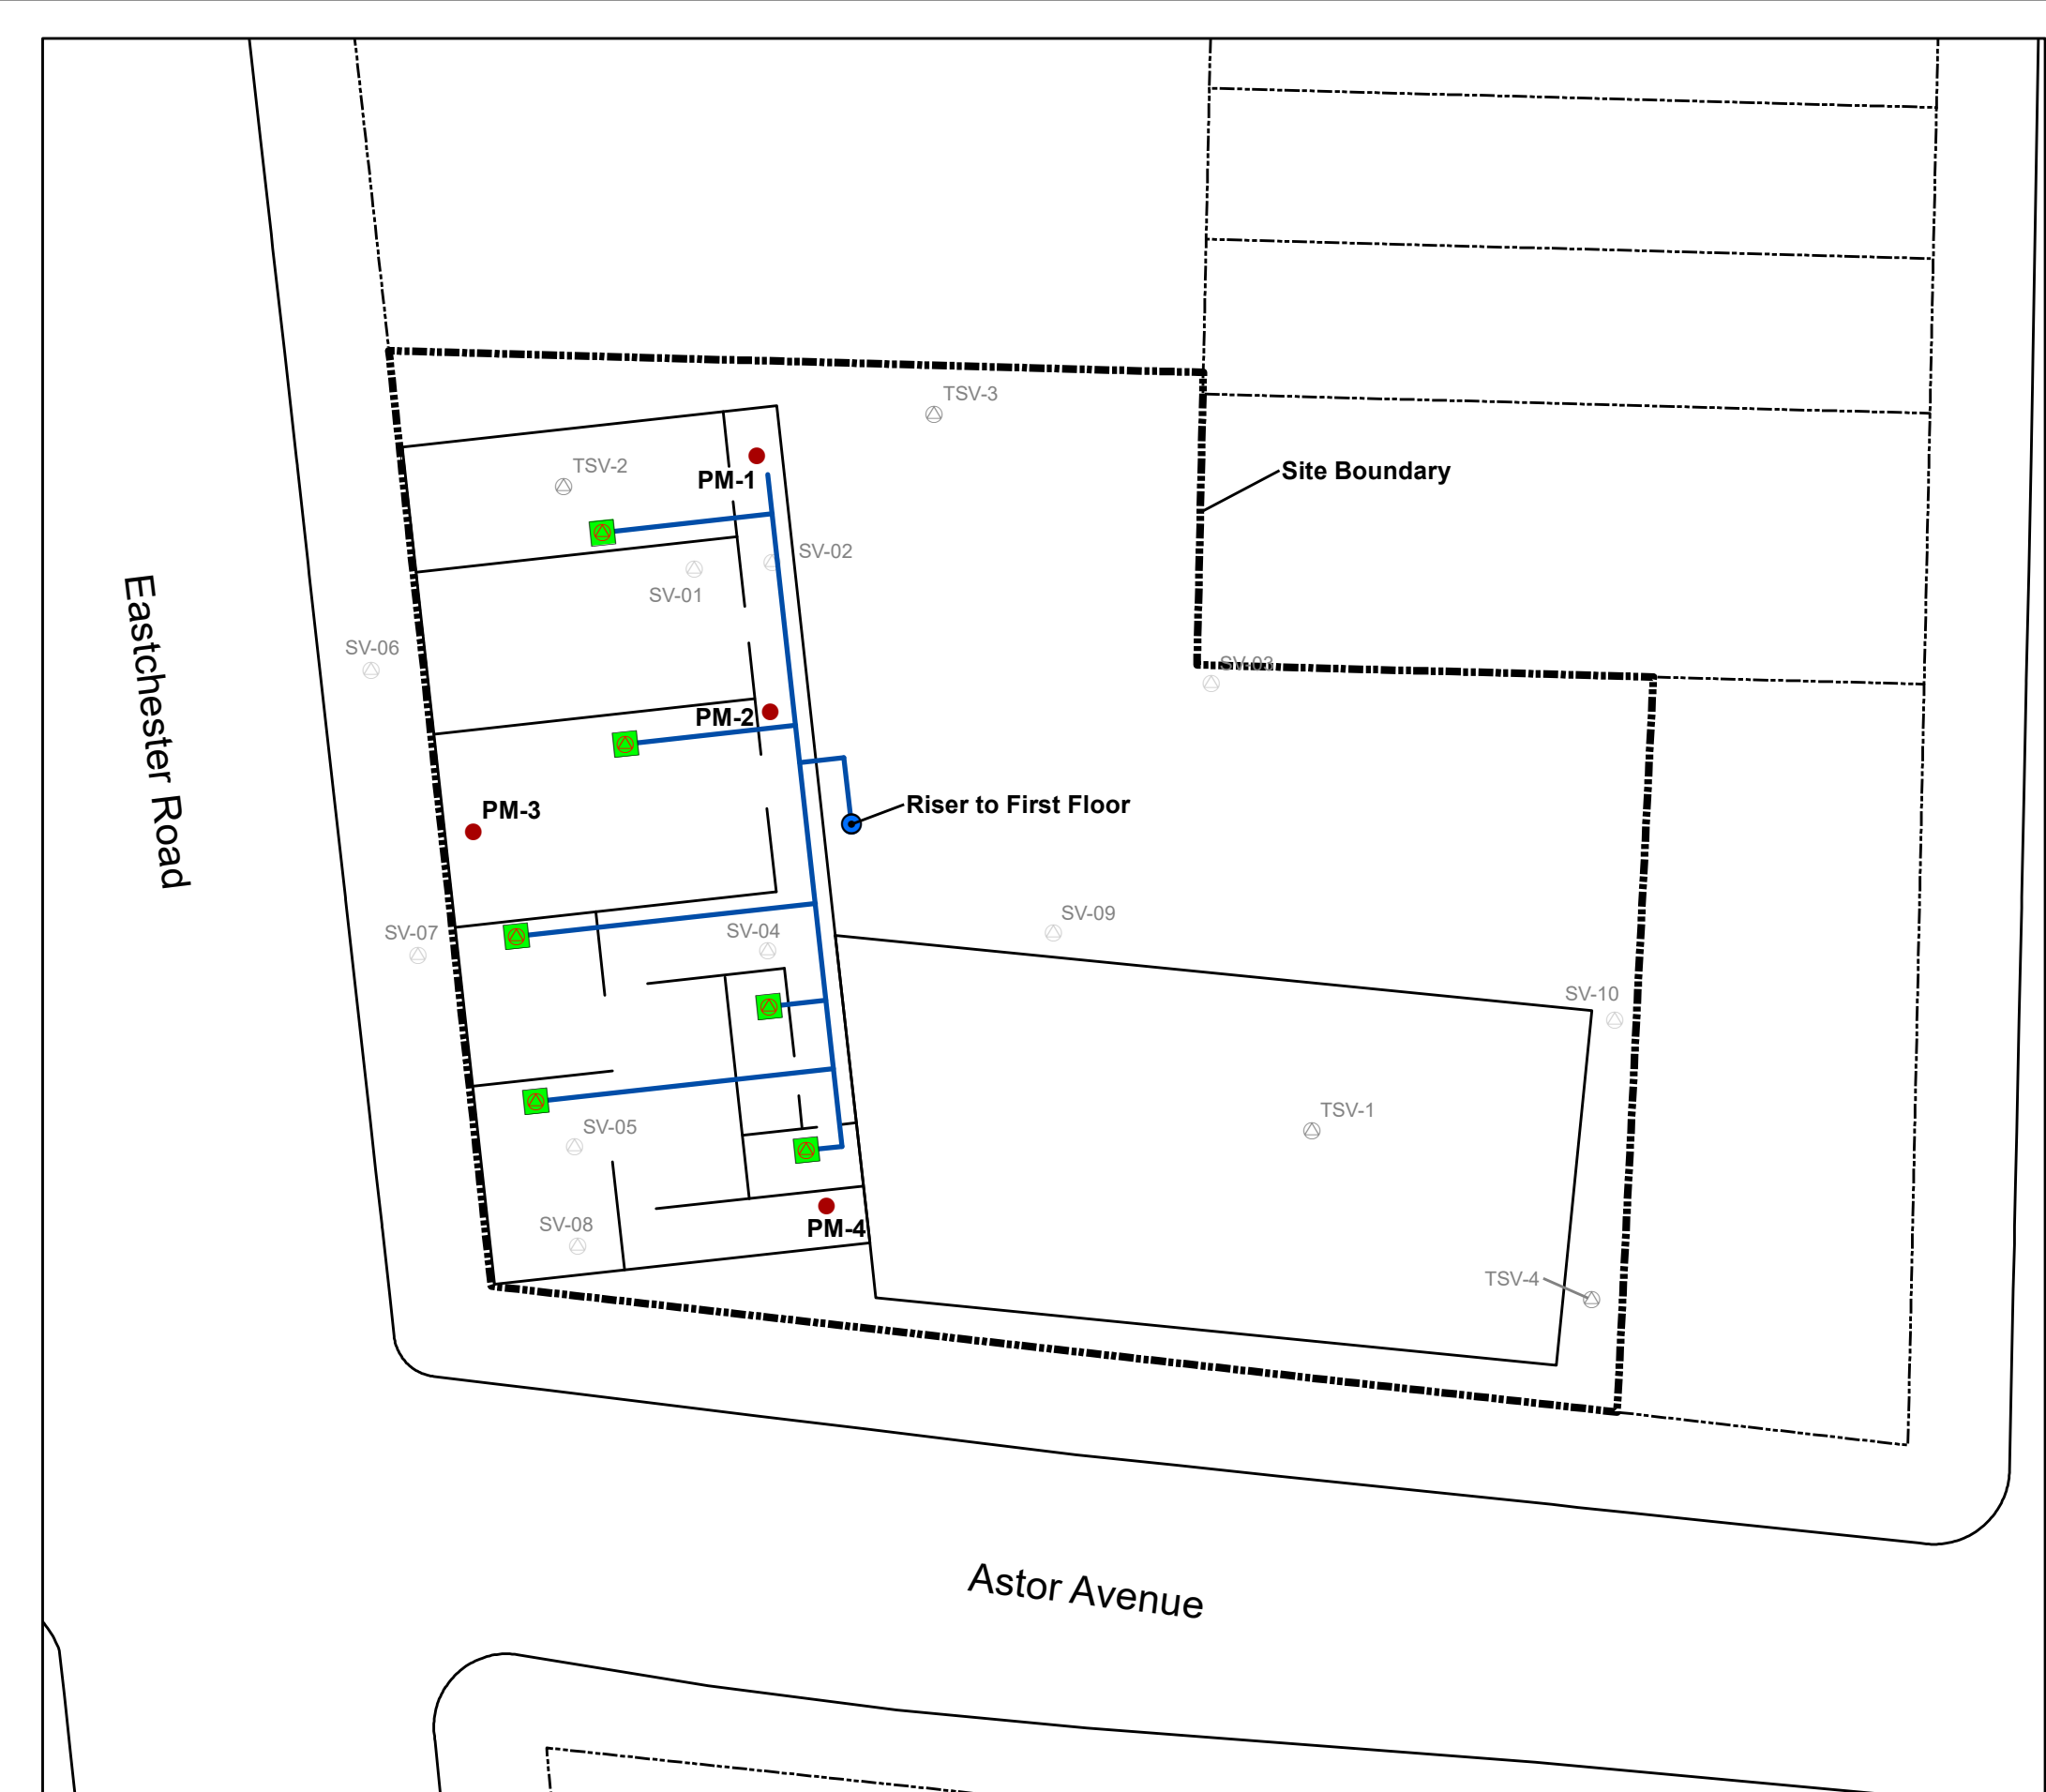 TSV-3
TSV-2
PM-1
Site Boundary
SV-02
SV-01
Eastchester Road
SV-06
SV-03
PM-2
PM-3
Riser to First Floor
SV-07
SV-04
SV-09
SV-10
SV-05
TSV-1
SV-08
PM-4
TSV-4
Astor Avenue